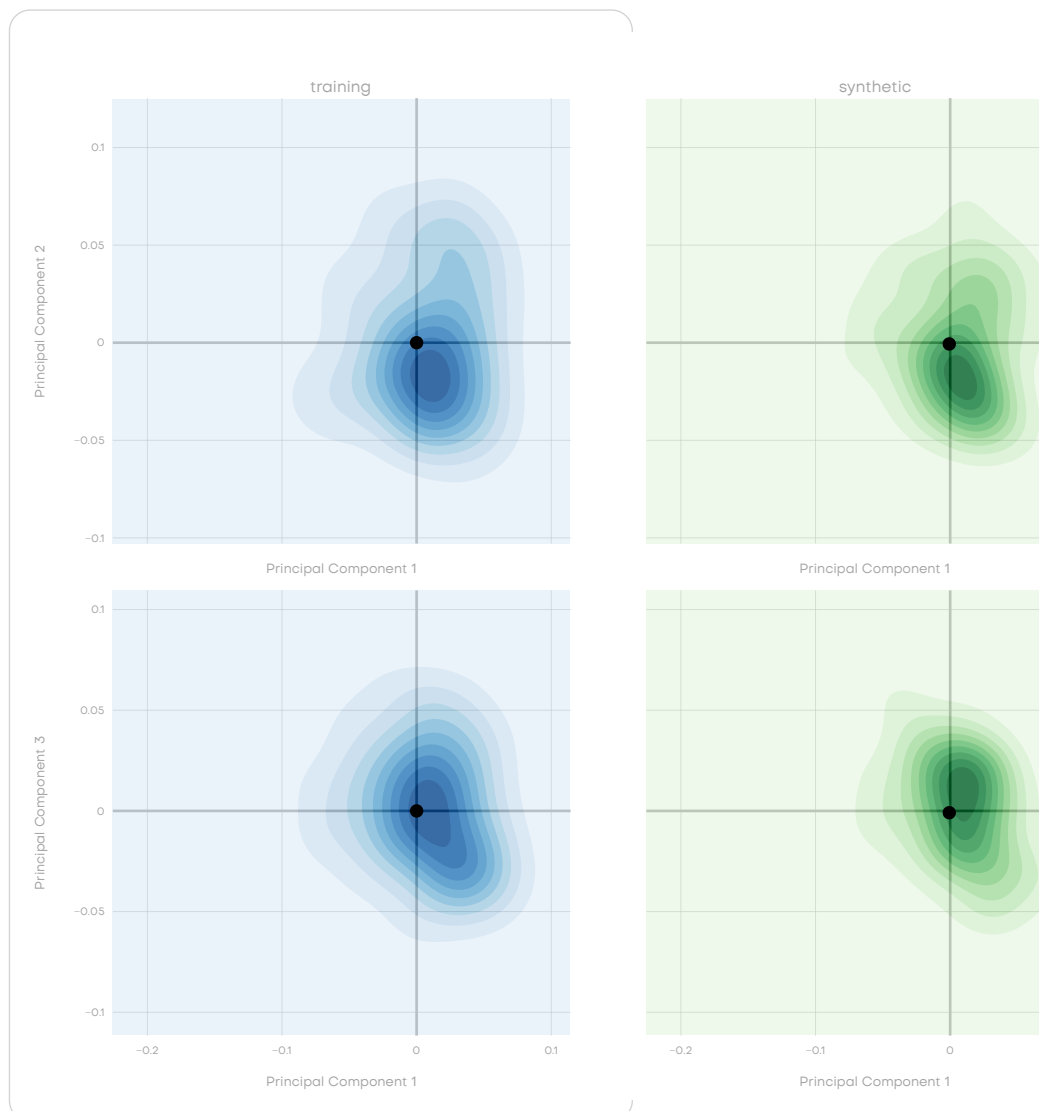 training
synthetic
0.1
0.05
Principal Component 2
0
−0.05
−0.1
Principal Component 1
Principal Component 1
0.1
0.05
Principal Component 3
0
−0.05
−0.1
−0.2
−0.1
0
0.1
−0.2
−0.1
0
Principal Component 1
Principal Component 1